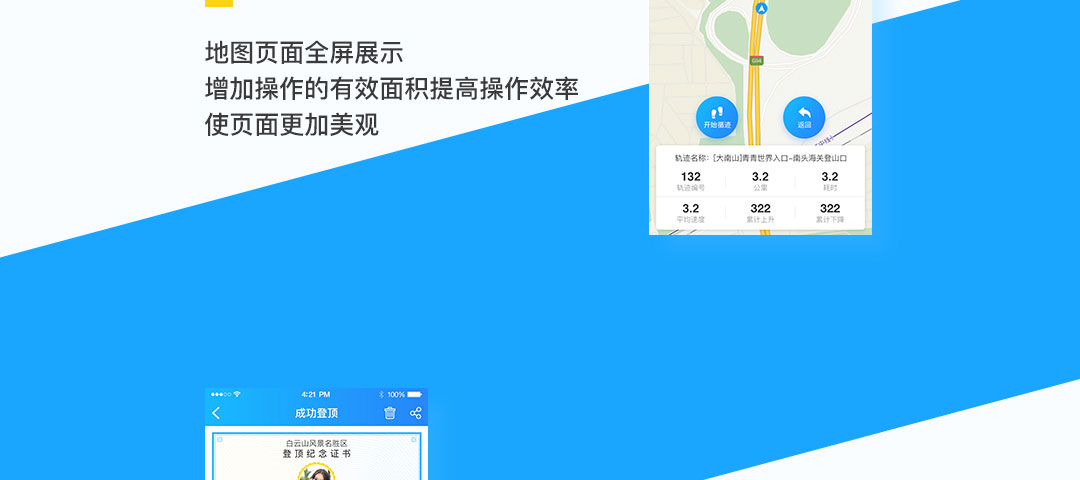 地图页面全屏展示
增加操作的有效面积提高操作效率
使页面更加美观
开始循迹
返回
轨迹名称：[大南山]青青世界入口-南头海关登山口
132
3.2
3.2
轨迹编号
公里
耗时
3.2
322
322
平均速度
累计上升
累计下降
4:21 PM
100%
成功登顶
白云山风景名胜区
登顶纪念证书